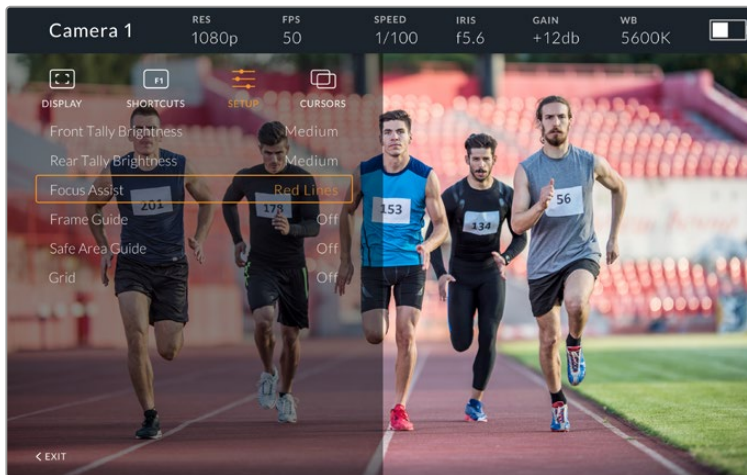 Camera 1
RES
1080p
FPS
50
SPEED
1/100
IRIS
f5.6
GAIN
+12db
WB
5600K
F1
DISPLAY
SHORTCUTS
SETUP
CURSORS
Front Tally Brightness Medium
Rear Tally Brightness Medium
Focus Assist Red Lines
Frame Guide Off
Safe Area Guide Off
Grid Off
201
178
153
134
56
< EXIT